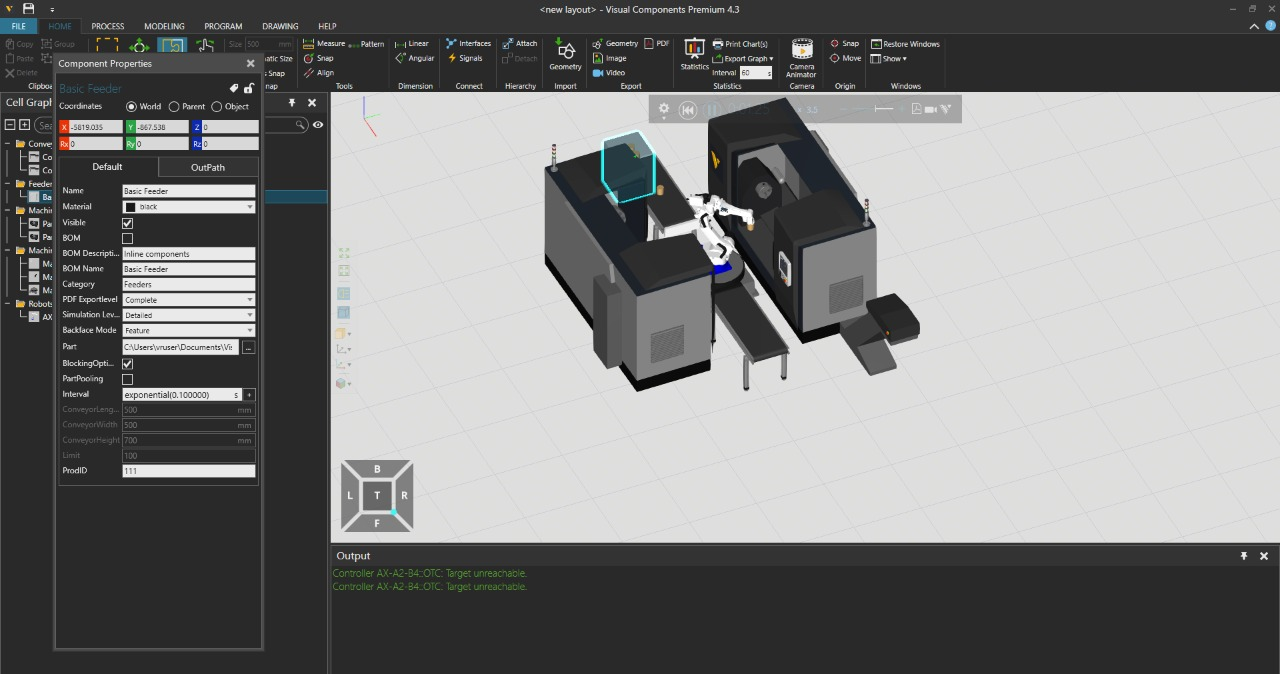 <new layout> - Visual Components Premium 4.3
FILE HOME PROCESS MODELING PROGRAM DRAWING HELP
Copy Group Size 500 mm Measure Pattern Linear Interfaces Attach Geometry PDF Print Chart(s) Snap Restore Windows
Paste Snap Angular Signals Detach Image Export Graph Move Show
Delete Align Video Interval 60 s
Geometry Statistics Camera Animator
Tools Dimension Connect Hierarchy Import Export Statistics Camera Origin Windows
Component Properties
Basic Feeder
Coordinates World Parent Object
X -5819.035 Y -867.538 Z 0
Rx 0 Ry 0 Rz 0
Default OutPath
Name Basic Feeder
Material black
Visible
BOM
BOM Descripti... Inline components
BOM Name Basic Feeder
Category Feeders
PDF Exportlevel Complete
Simulation Lev... Detailed
Backface Mode Feature
Part C:\Users\vruser\Documents\Vi
BlockingOpti...
PartPooling
Interval exponential(0.100000) s
ConveyorLeng... 500 mm
ConveyorWidth 500 mm
ConveyorHeight 700 mm
Limit 100
ProdID 111
Cell Grap
Conve
Co
Co
Feeder
Ba
Machi
Pa
Pa
Machi
Ma
Ma
Ma
Robots
AX
x 3.5
B
L T R
F
Output
Controller AX-A2-B4::OTC: Target unreachable.
Controller AX-A2-B4::OTC: Target unreachable.